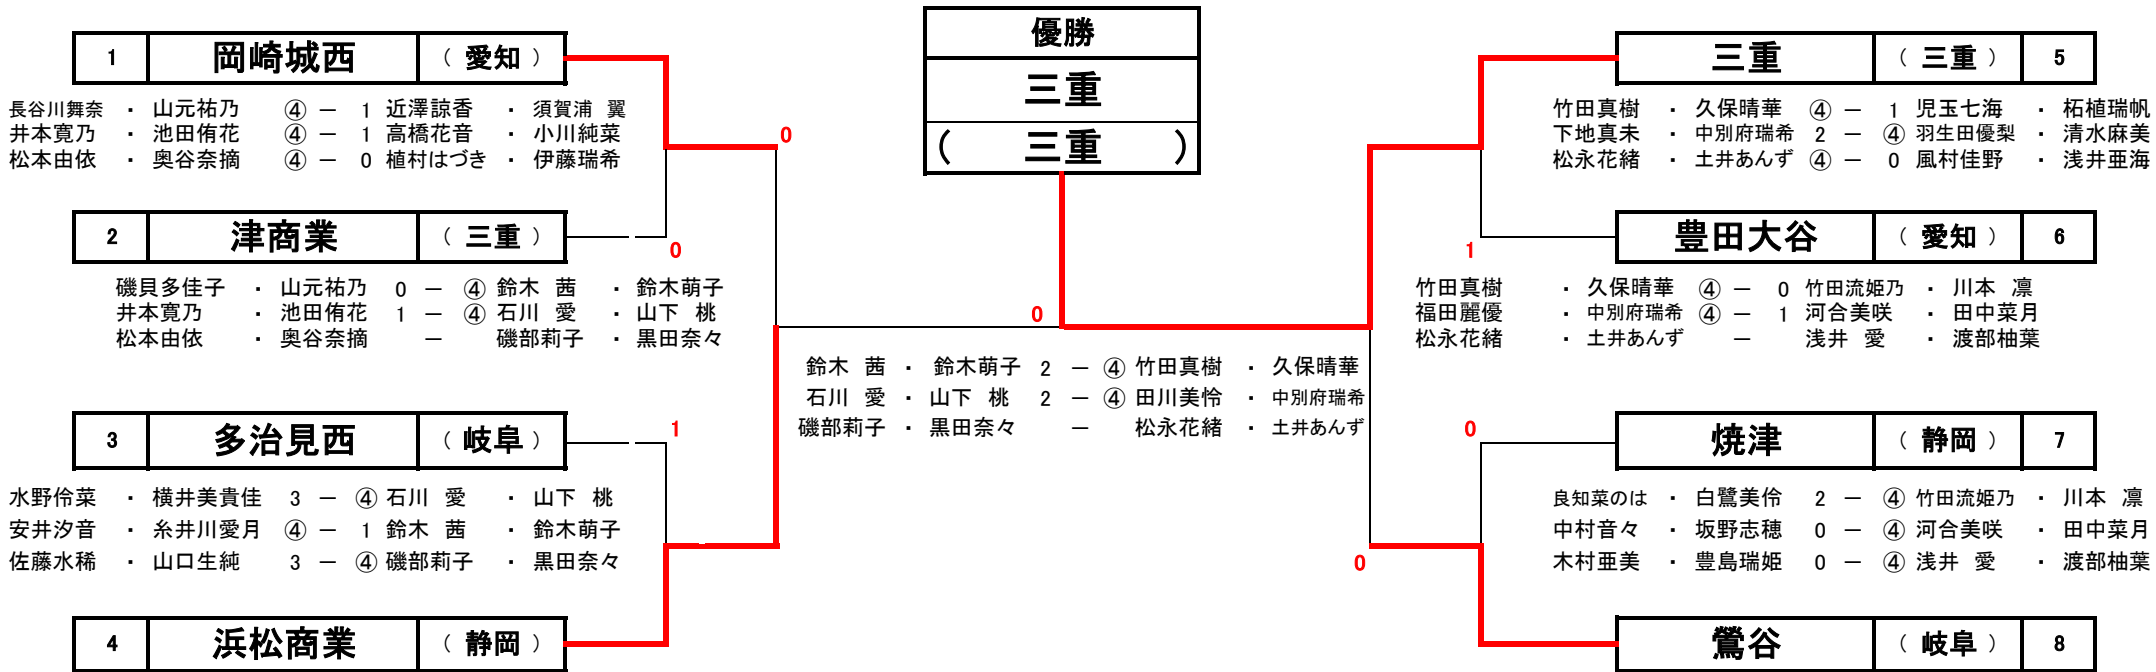 優勝
三重
( 三重 )
1 岡崎城西 （ 愛知 ）
長谷川舞奈 ・ 山元祐乃 ④ － 1 近澤諒香 ・ 須賀浦 翼
井本寛乃 ・ 池田侑花 ④ － 1 高橋花音 ・ 小川純菜
松本由依 ・ 奥谷奈摘 ④ － 0 植村はづき ・ 伊藤瑞希
0
2 津商業 （ 三重 ）
0
磯貝多佳子 ・ 山元祐乃 0 － ④ 鈴木 茜 ・ 鈴木萌子
井本寛乃 ・ 池田侑花 1 － ④ 石川 愛 ・ 山下 桃
松本由依 ・ 奥谷奈摘 － 磯部莉子 ・ 黒田奈々
3 多治見西 （ 岐阜 ）
1
水野伶菜 ・ 横井美貴佳 3 － ④ 石川 愛 ・ 山下 桃
安井汐音 ・ 糸井川愛月 ④ － 1 鈴木 茜 ・ 鈴木萌子
佐藤水稀 ・ 山口生純 3 － ④ 磯部莉子 ・ 黒田奈々
4 浜松商業 （ 静岡 ）
0
鈴木 茜 ・ 鈴木萌子 2 － ④ 竹田真樹 ・ 久保晴華
石川 愛 ・ 山下 桃 2 － ④ 田川美怜 ・ 中別府瑞希
磯部莉子 ・ 黒田奈々 － 松永花緒 ・ 土井あんず
三重 （ 三重 ） 5
竹田真樹 ・ 久保晴華 ④ － 1 児玉七海 ・ 柘植瑞帆
下地真未 ・ 中別府瑞希 2 － ④ 羽生田優梨 ・ 清水麻美
松永花緒 ・ 土井あんず ④ － 0 風村佳野 ・ 浅井亜海
豊田大谷 （ 愛知 ） 6
1
竹田真樹 ・ 久保晴華 ④ － 0 竹田流姫乃 ・ 川本 凛
福田麗優 ・ 中別府瑞希 ④ － 1 河合美咲 ・ 田中菜月
松永花緒 ・ 土井あんず － 浅井 愛 ・ 渡部柚葉
0
焼津 （ 静岡 ） 7
良知菜のは ・ 白鷺美伶 2 － ④ 竹田流姫乃 ・ 川本 凛
中村音々 ・ 坂野志穂 0 － ④ 河合美咲 ・ 田中菜月
木村亜美 ・ 豊島瑞姫 0 － ④ 浅井 愛 ・ 渡部柚葉
0
鶯谷 （ 岐阜 ） 8